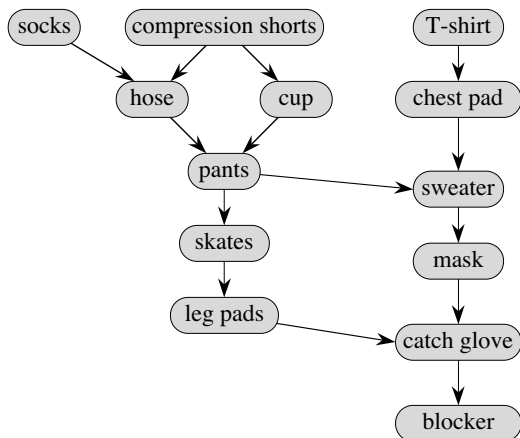 socks
compression shorts
T-shirt
hose
cup
chest pad
pants
sweater
skates
mask
leg pads
catch glove
blocker